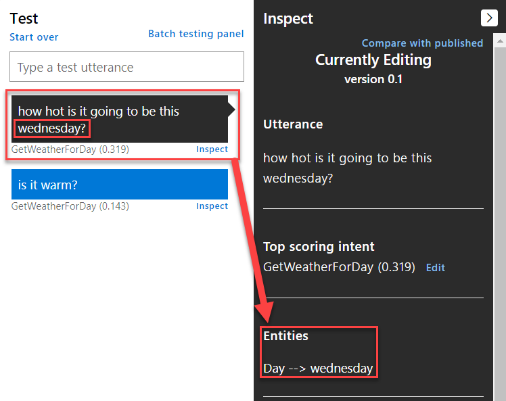 Test
Start over
Batch testing panel
Type a test utterance
how hot is it going to be this
wednesday?
GetWeatherForDay (0.319)
Inspect
is it warm?
GetWeatherForDay (0.143)
Inspect
Inspect
Compare with published
Currently Editing
version 0.1
Utterance
how hot is it going to be this
wednesday?
Top scoring intent
GetWeatherForDay (0.319)
Edit
Entities
Day --> wednesday